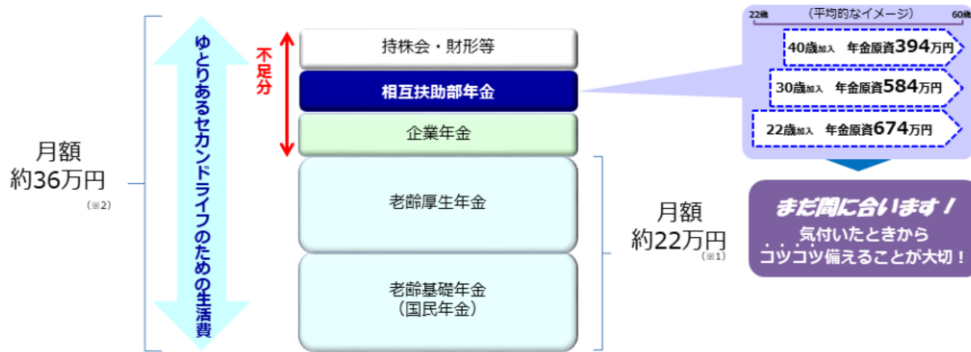 ゆとりあるセカンドライフのための生活費
月額
約36万円
(※2)
不足分
持株会・財形等
相互扶助部年金
企業年金
老齢厚生年金
老齢基礎年金
(国民年金)
月額
約22万円
(※1)
22歳 (平均的なイメージ) 60歳
40歳加入 年金原資394万円
30歳加入 年金原資584万円
22歳加入 年金原資674万円
まだ間に合います!
気付いたときから
コツコツ備えることが大切!